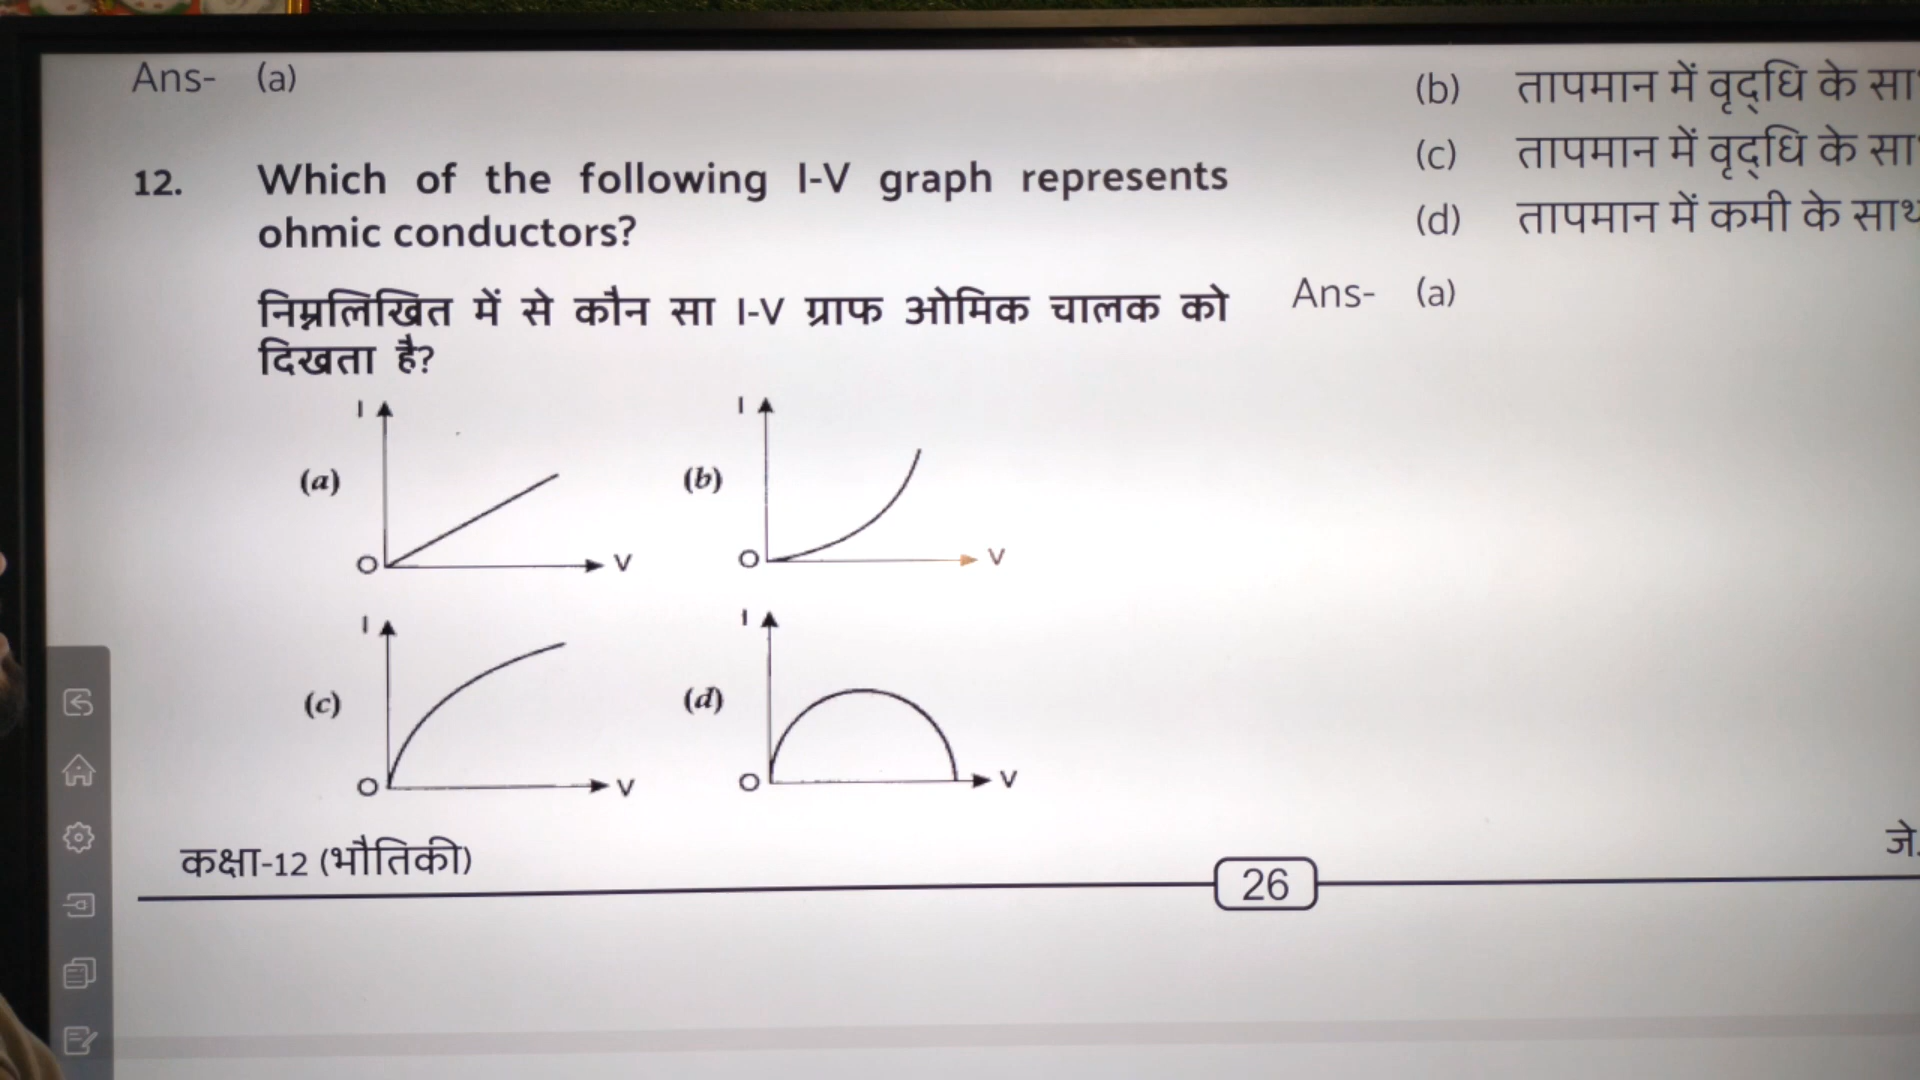 Ans- (a)
12. Which of the following I-V graph represents
ohmic conductors?
निम्नलिखित में से कौन सा I-V ग्राफ ओमिक चालक को
दिखता है?
(a) I O V
(b) I O V
(c) I O V
(d) I O V
(b) तापमान में वृद्धि के
(c) तापमान में वृद्धि के
(d) तापमान में कमी के साथ
Ans- (a)
कक्षा-12 (भौतिकी)
26
जे.